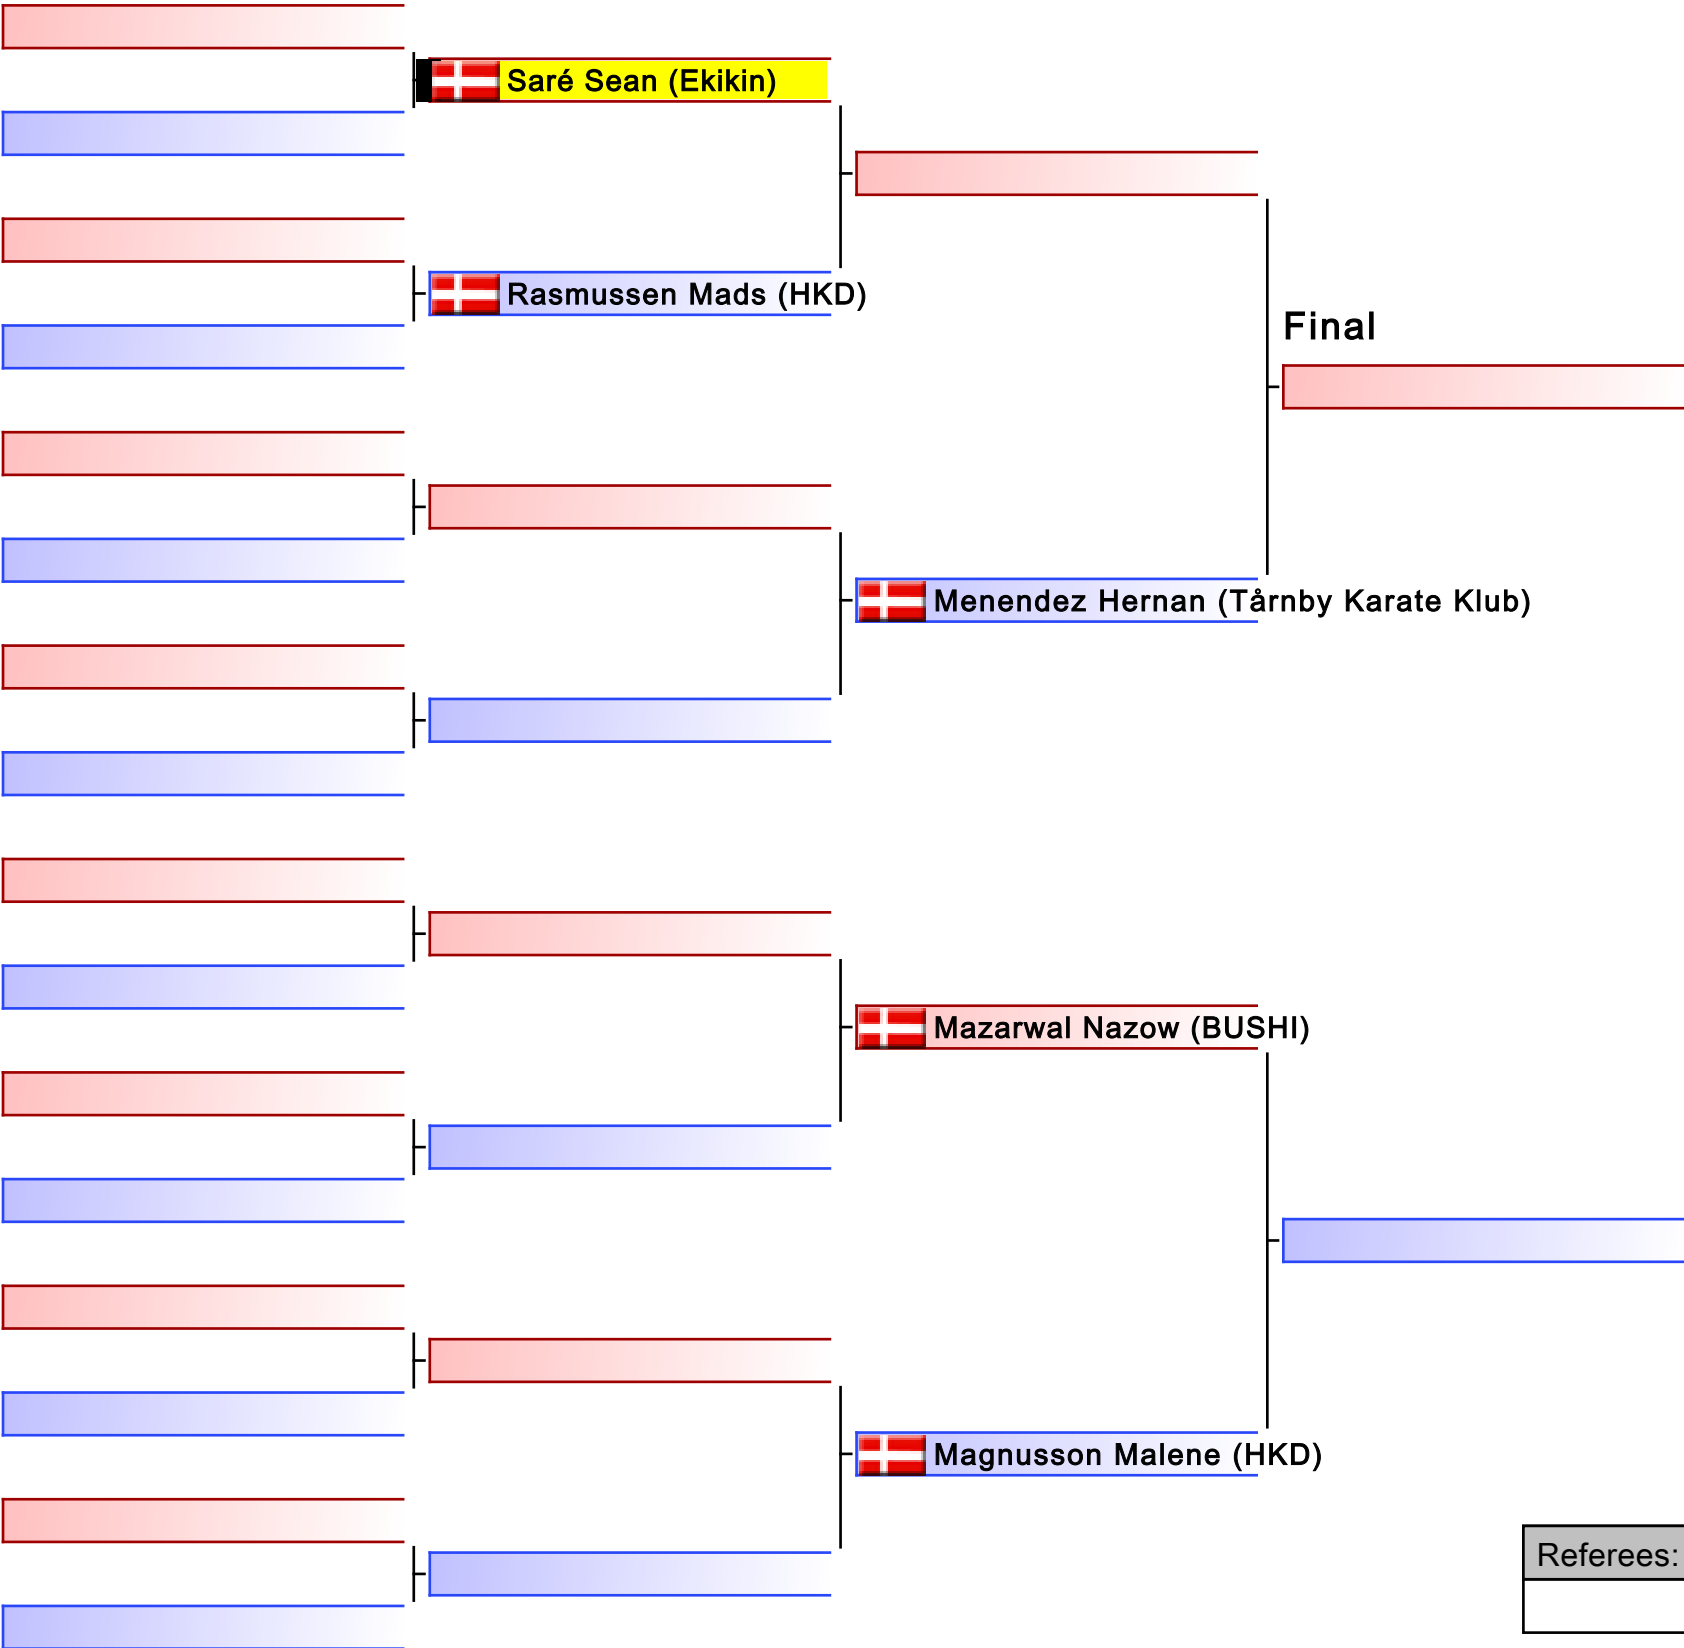 Saré Sean (Ekikin)
Rasmussen Mads (HKD)
Final
Menendez Hernan (Tårnby Karate Klub)
Mazarwal Nazow (BUSHI)
Magnusson Malene (HKD)
Referees: